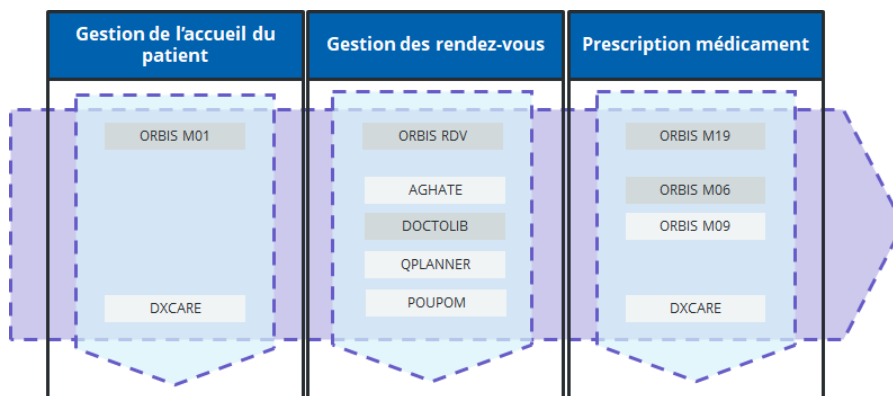 Gestion de l'accueil du
patient
Gestion des rendez-vous
Prescription médicament
ORBIS M01
DXCARE
ORBIS RDV
AGHATE
DOCTOLIB
QPLANNER
POUPOM
ORBIS M19
ORBIS M06
ORBIS M09
DXCARE